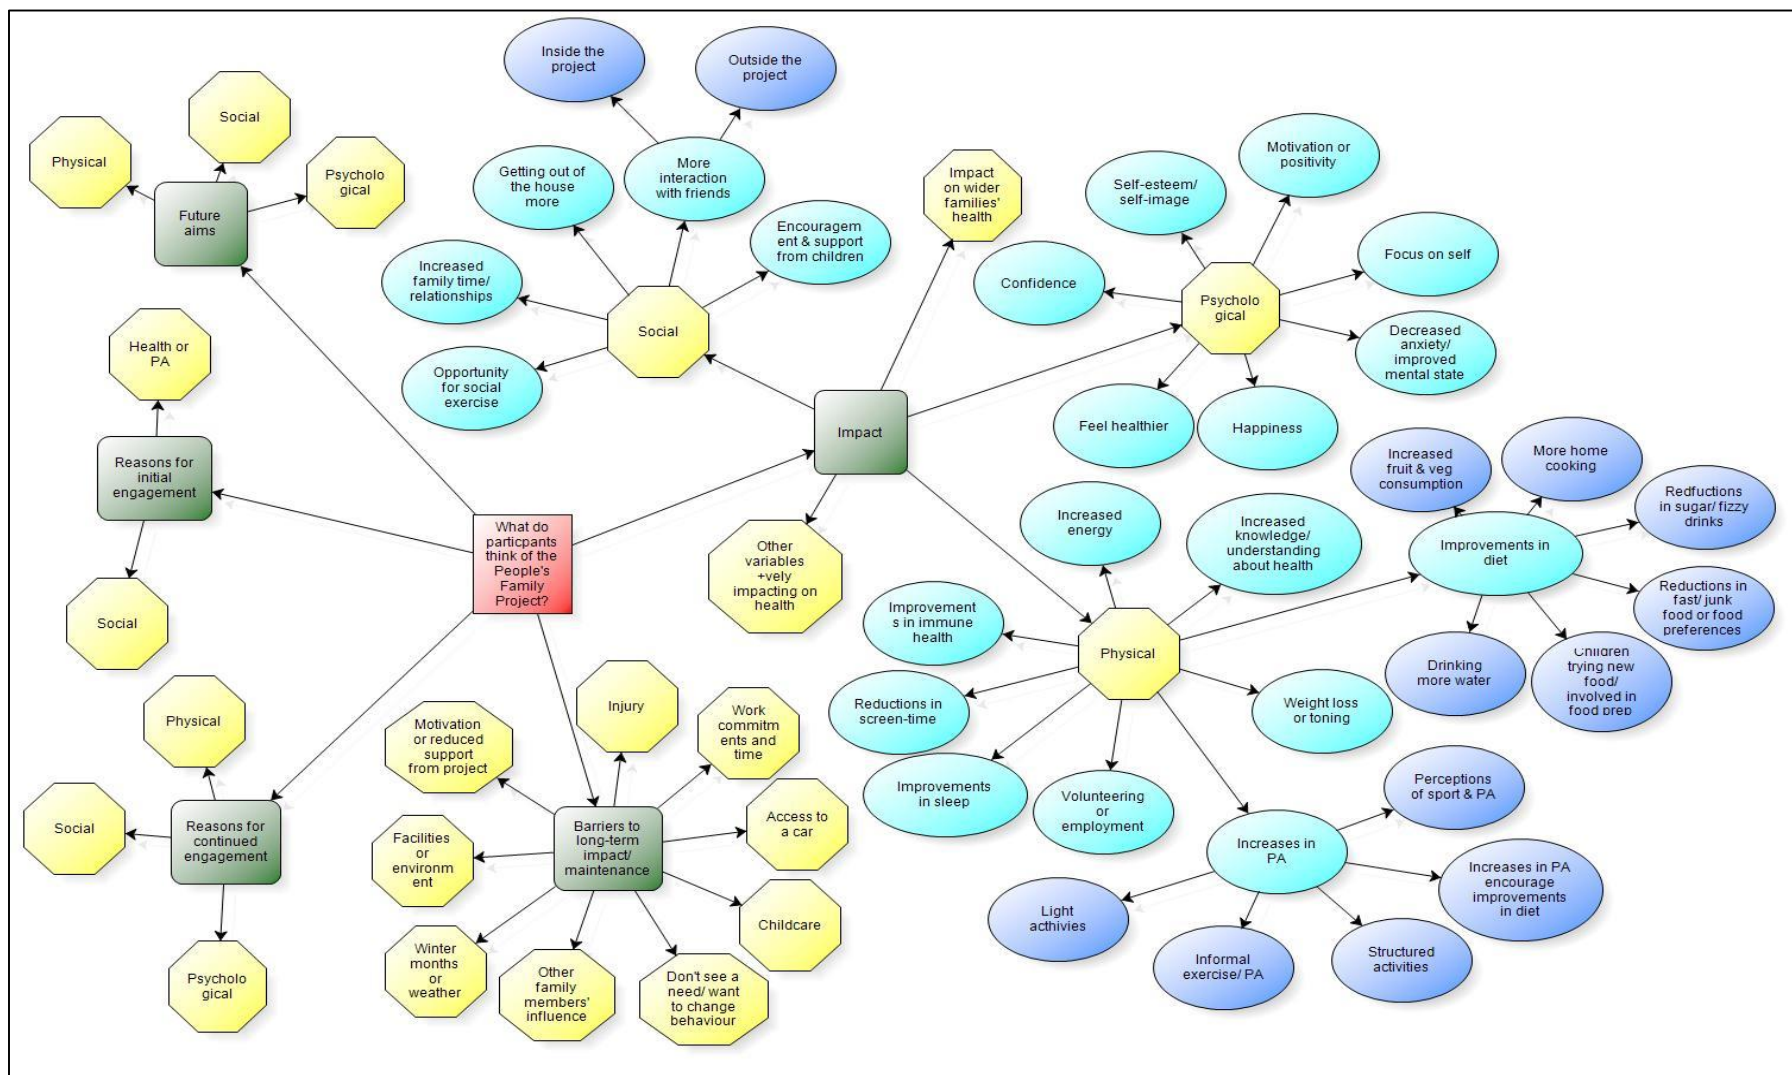 Inside the
project
Outside the
project
Social
Physical
Psycholo
gical
Future
aims
Getting out of
the house
more
More
interaction
with friends
Encouragem
ent & support
from children
Increased
family time/
relationships
Social
Opportunity
for social
exercise
Impact
on wider
families'
health
Motivation or
positivity
Self-esteem/
self-image
Focus on self
Confidence
Psycholo
gical
Decreased
anxiety/
improved
mental state
Feel healthier
Happiness
Impact
Health or
PA
Reasons for
initial
engagement
Social
What do
particpants
think of the
People's
Family
Project?
Other
variables
+vely
impacting on
health
Increased
energy
Increased
knowledge/
understanding
about health
Increased
fruit & veg
consumption
More home
cooking
Redfuctions
in sugar/ fizzy
drinks
Improvements in
diet
Reductions in
fast/ junk
food or food
preferences
Drinking
more water
Children
trying new
food/
involved in
food prep
Improvement
s in immune
health
Physical
Reductions in
screen-time
Weight loss
or toning
Improvements
in sleep
Volunteering
or
employment
Perceptions
of sport & PA
Increases in
PA
Increases in PA
encourage
improvements
in diet
Light
acthivies
Informal
exercise/ PA
Structured
activities
Physical
Social
Reasons for
continued
engagement
Psycholo
gical
Motivation
or reduced
support
from project
Injury
Work
commitm
ents and
time
Access to
a car
Facilities
or
environm
ent
Barriers to
long-term
impact/
maintenance
Childcare
Winter
months
or
weather
Other
family
members'
influence
Don't see a
need/ want
to change
behaviour